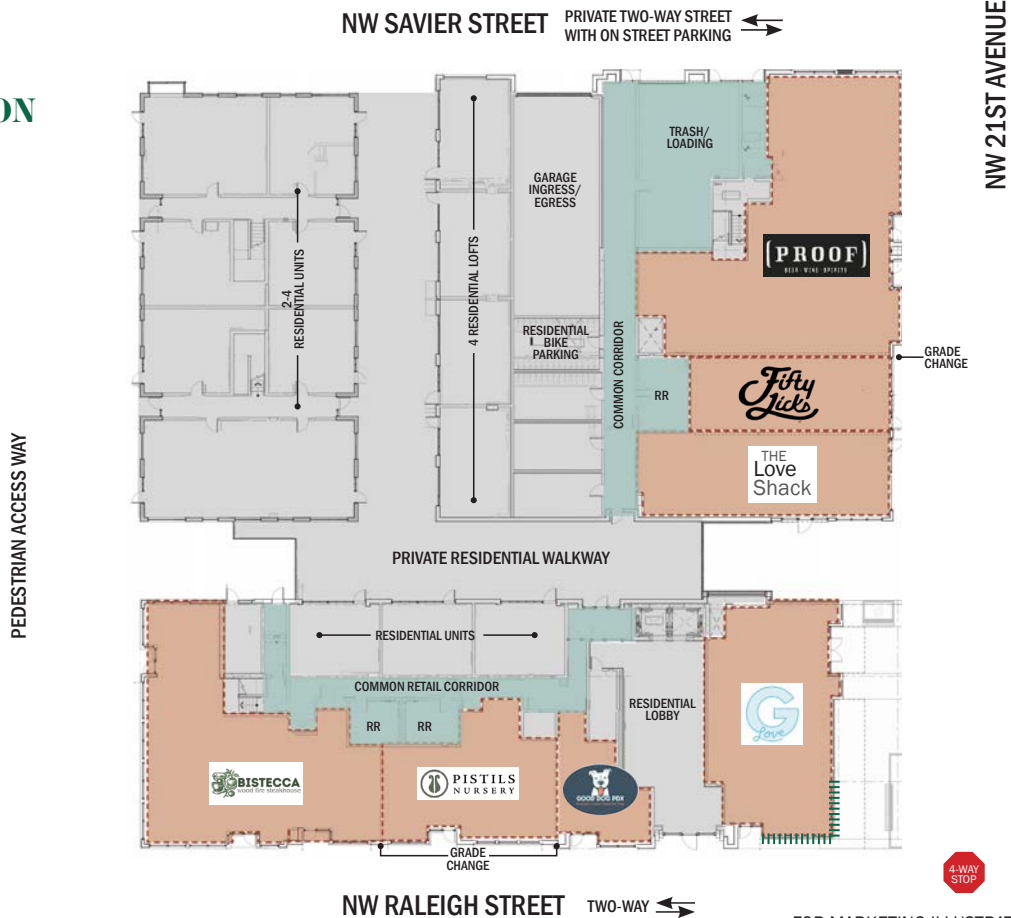 NW SAVIER STREET
PRIVATE TWO-WAY STREET
WITH ON STREET PARKING
NW 21ST AVENUE
ON
TRASH/
LOADING
GARAGE
INGRESS/
EGRESS
2-4
RESIDENTIAL UNITS
4 RESIDENTIAL LOFTS
RESIDENTIAL
BIKE
PARKING
COMMON CORRIDOR
[PROOF]
BEER · WINE · SPIRITS
GRADE
CHANGE
RR
Fifty
Licks
THE
Love
Shack
PEDESTRIAN ACCESS WAY
PRIVATE RESIDENTIAL WALKWAY
RESIDENTIAL UNITS
COMMON RETAIL CORRIDOR
RR
RR
RESIDENTIAL
LOBBY
G
Love
BISTECCA
wood fire steakhouse
PISTILS
NURSERY
GOOD DOG PDX
GRADE
CHANGE
4-WAY
STOP
NW RALEIGH STREET
TWO-WAY